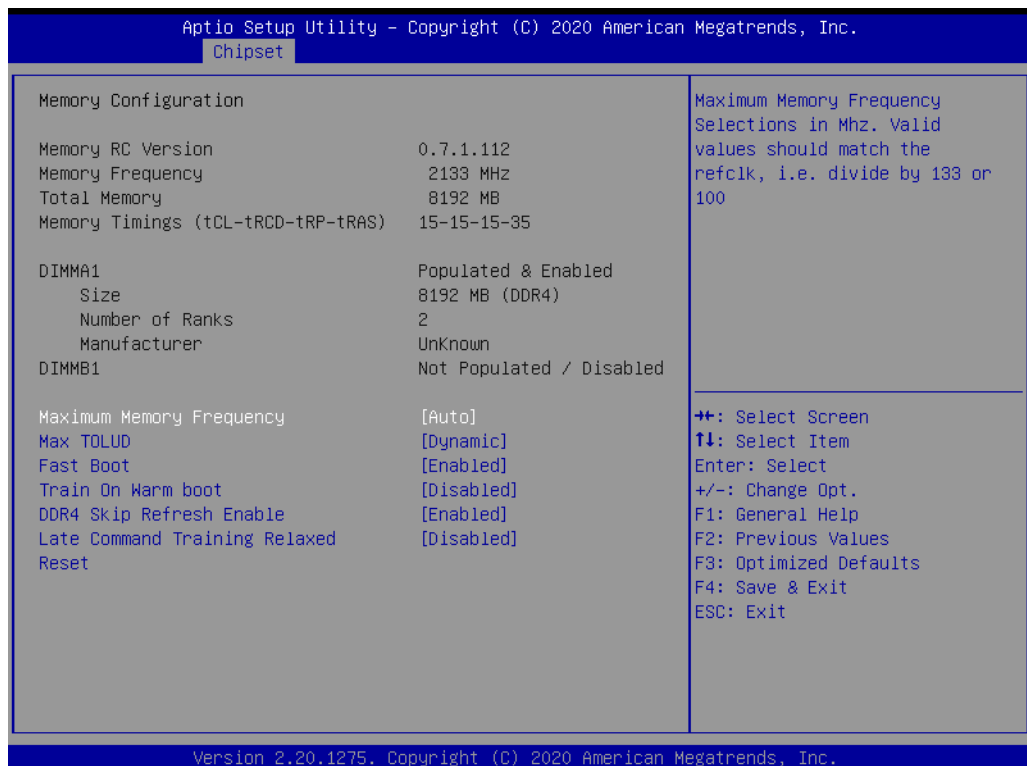 Aptio Setup Utility – Copyright (C) 2020 American Megatrends, Inc.
Chipset
Memory Configuration
Memory RC Version 0.7.1.112
Memory Frequency 2133 MHz
Total Memory 8192 MB
Memory Timings (tCL-tRCD-tRP-tRAS) 15-15-15-35
DIMMA1 Populated & Enabled
Size 8192 MB (DDR4)
Number of Ranks 2
Manufacturer UnKnown
DIMMB1 Not Populated / Disabled
Maximum Memory Frequency [Auto]
Max TOLUD [Dynamic]
Fast Boot [Enabled]
Train On Warm boot [Disabled]
DDR4 Skip Refresh Enable [Enabled]
Late Command Training Relaxed [Disabled]
Reset
Maximum Memory Frequency
Selections in Mhz. Valid
values should match the
refclk, i.e. divide by 133 or
100
→←: Select Screen
↑↓: Select Item
Enter: Select
+/-: Change Opt.
F1: General Help
F2: Previous Values
F3: Optimized Defaults
F4: Save & Exit
ESC: Exit
Version 2.20.1275. Copyright (C) 2020 American Megatrends, Inc.